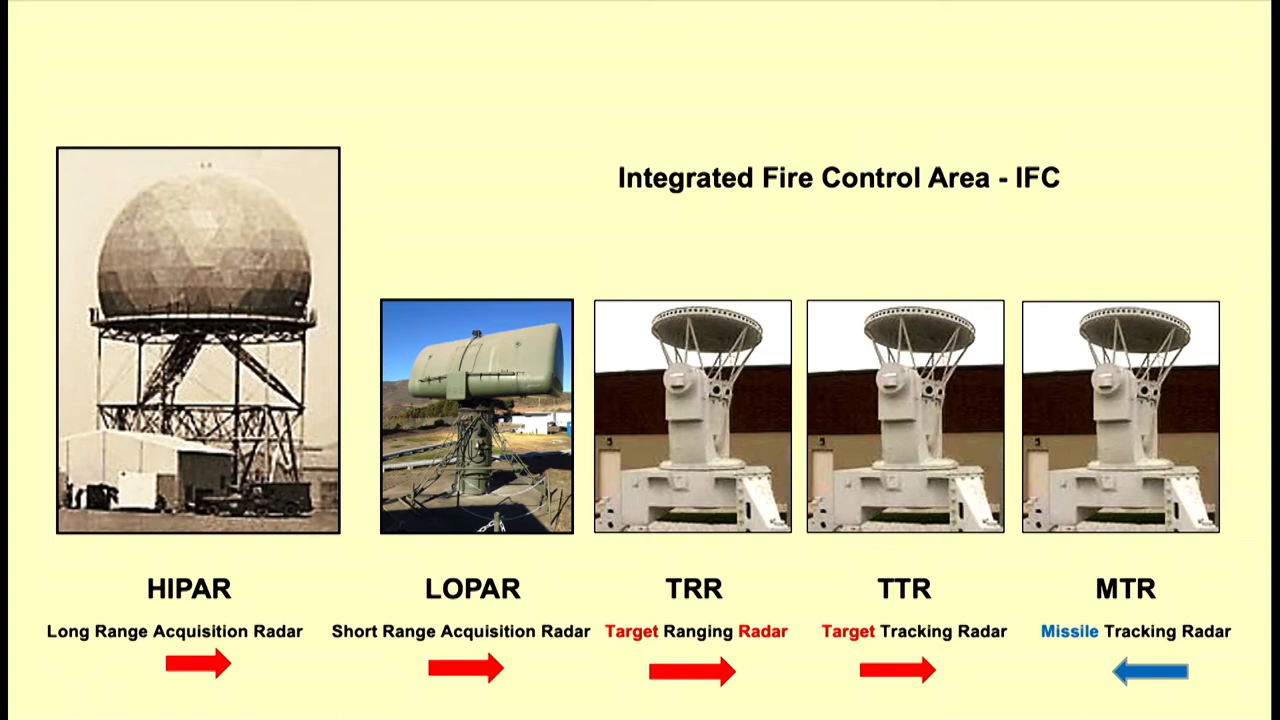 Integrated Fire Control Area - IFC
HIPAR
Long Range Acquisition Radar
LOPAR
Short Range Acquisition Radar
TRR
Target Ranging Radar
TTR
Target Tracking Radar
MTR
Missile Tracking Radar